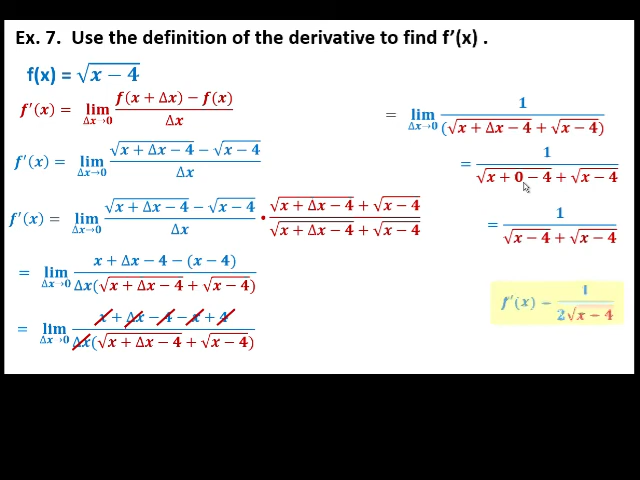 Ex. 7. Use the definition of the derivative to find f'(x) .
f(x) = √(x − 4)
f'(x) = lim Δx→0 (f(x + Δx) − f(x)) / Δx
f'(x) = lim Δx→0 (√(x + Δx − 4) − √(x − 4)) / Δx
f'(x) = lim Δx→0 (√(x + Δx − 4) − √(x − 4)) / Δx • (√(x + Δx − 4) + √(x − 4)) / (√(x + Δx − 4) + √(x − 4))
= lim Δx→0 (x + Δx − 4 − (x − 4)) / (Δx(√(x + Δx − 4) + √(x − 4)))
= lim Δx→0 (x + Δx − 4 − x + 4) / (Δx(√(x + Δx − 4) + √(x − 4)))
= lim Δx→0 1 / (√(x + Δx − 4) + √(x − 4))
= 1 / (√(x + 0 − 4) + √(x − 4))
= 1 / (√(x − 4) + √(x − 4))
f'(x) = 1 / (2√(x − 4))